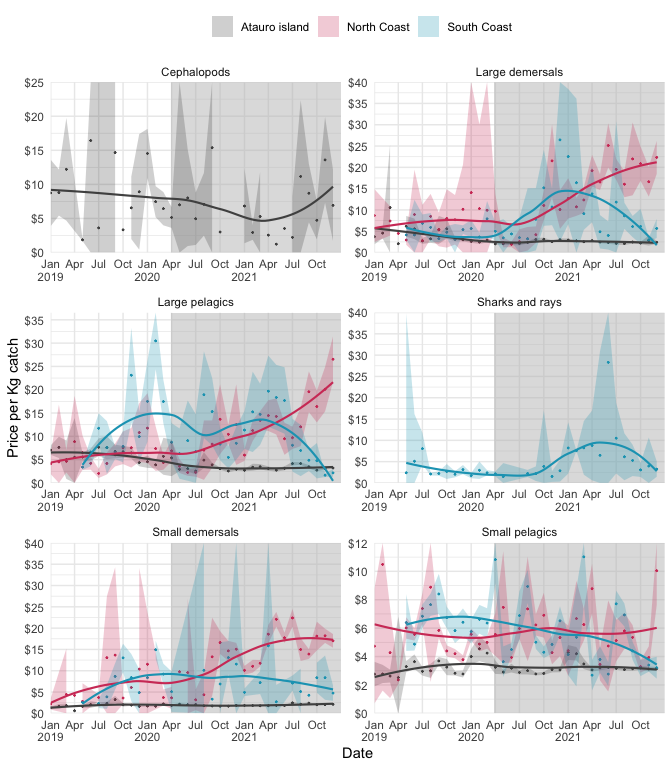 Atauro island North Coast South Coast
Cephalopods Large demersals
$25
$20
$15
$10
$5
$0
Jan Apr Jul Oct Jan Apr Jul Oct Jan Apr Jul Oct
2019 2020 2021
$40
$35
$30
$25
$20
$15
$10
$5
$0
Jan Apr Jul Oct Jan Apr Jul Oct Jan Apr Jul Oct
2019 2020 2021
Large pelagics Sharks and rays
Price per Kg catch
$35
$30
$25
$20
$15
$10
$5
$0
Jan Apr Jul Oct Jan Apr Jul Oct Jan Apr Jul Oct
2019 2020 2021
$40
$35
$30
$25
$20
$15
$10
$5
$0
Jan Apr Jul Oct Jan Apr Jul Oct Jan Apr Jul Oct
2019 2020 2021
Small demersals Small pelagics
$40
$35
$30
$25
$20
$15
$10
$5
$0
Jan Apr Jul Oct Jan Apr Jul Oct Jan Apr Jul Oct
2019 2020 2021
$12
$10
$8
$6
$4
$2
$0
Jan Apr Jul Oct Jan Apr Jul Oct Jan Apr Jul Oct
2019 2020 2021
Date